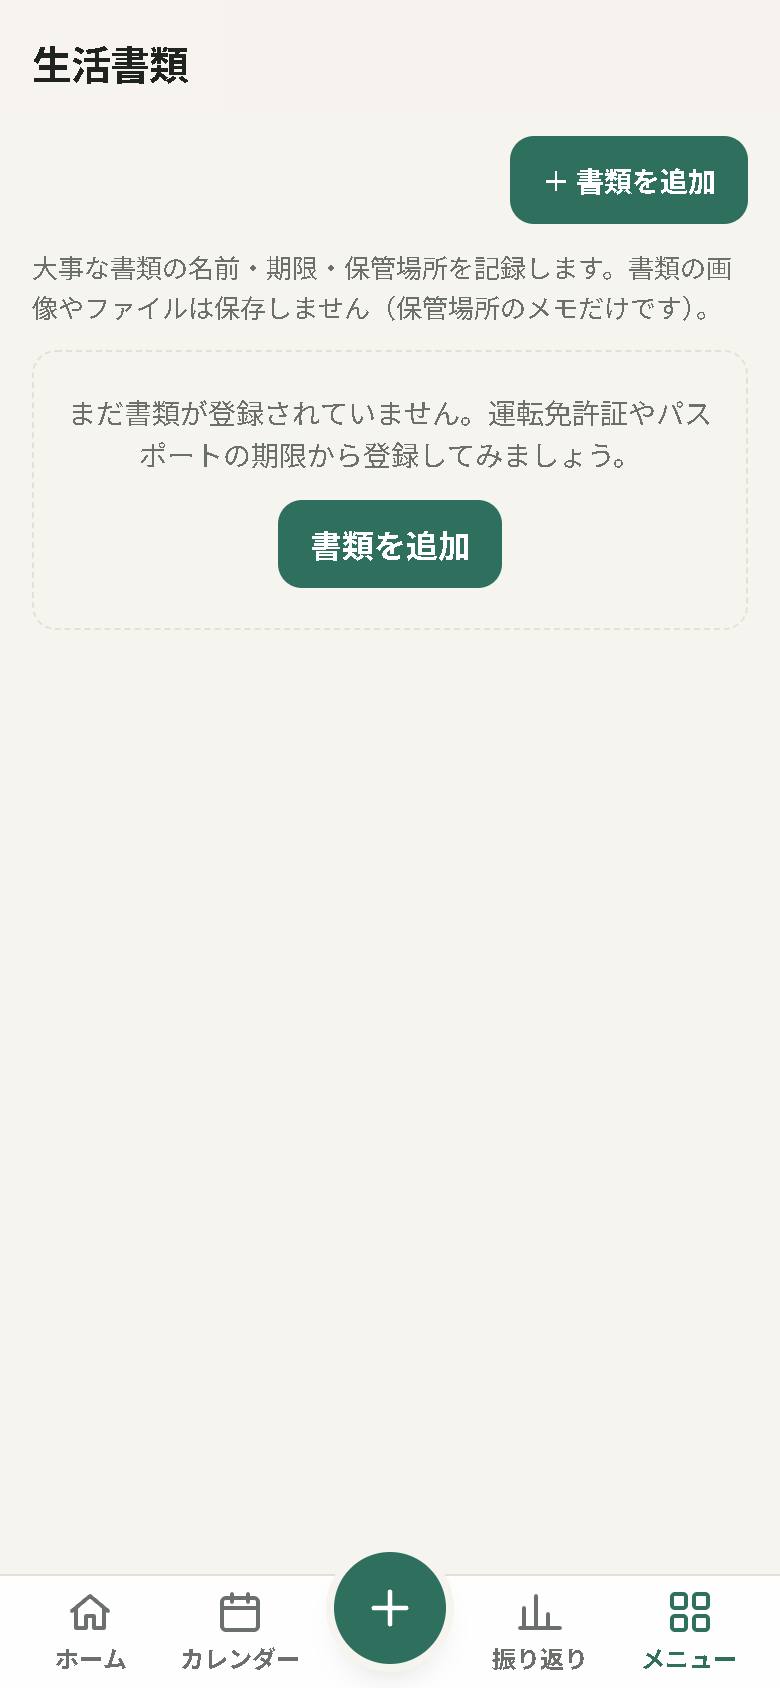 生活書類
＋ 書類を追加
大事な書類の名前・期限・保管場所を記録します。書類の画
像やファイルは保存しません（保管場所のメモだけです）。
まだ書類が登録されていません。運転免許証やパス
ポートの期限から登録してみましょう。
書類を追加
ホーム
カレンダー
振り返り
メニュー